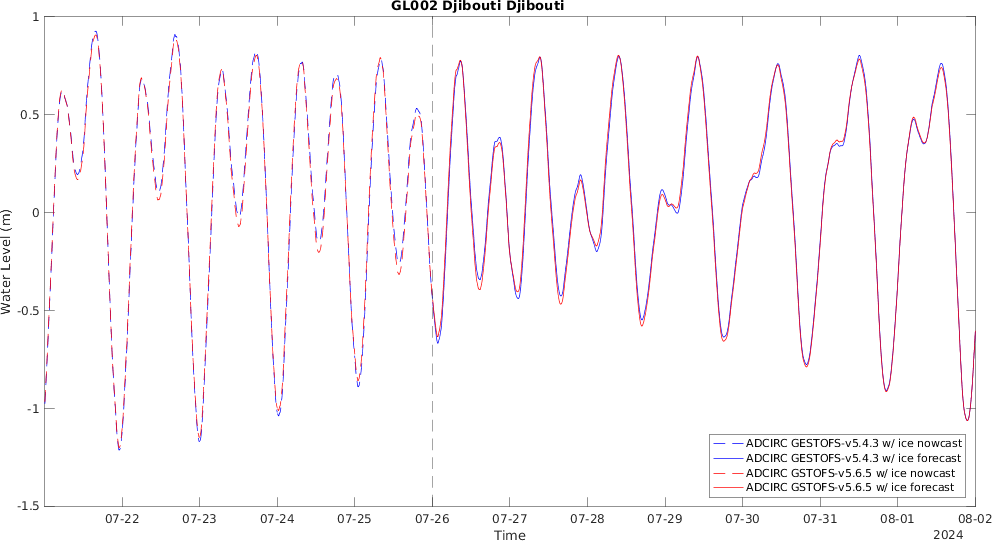 GL002 Djibouti Djibouti
1
0.5
0
-0.5
-1
-1.5
Water Level (m)
ADCIRC GESTOFS-v5.4.3 w/ ice nowcast
ADCIRC GESTOFS-v5.4.3 w/ ice forecast
ADCIRC GSTOFS-v5.6.5 w/ ice nowcast
ADCIRC GSTOFS-v5.6.5 w/ ice forecast
07-22 07-23 07-24 07-25 07-26 07-27 07-28 07-29 07-30 07-31 08-01 08-02
Time
2024